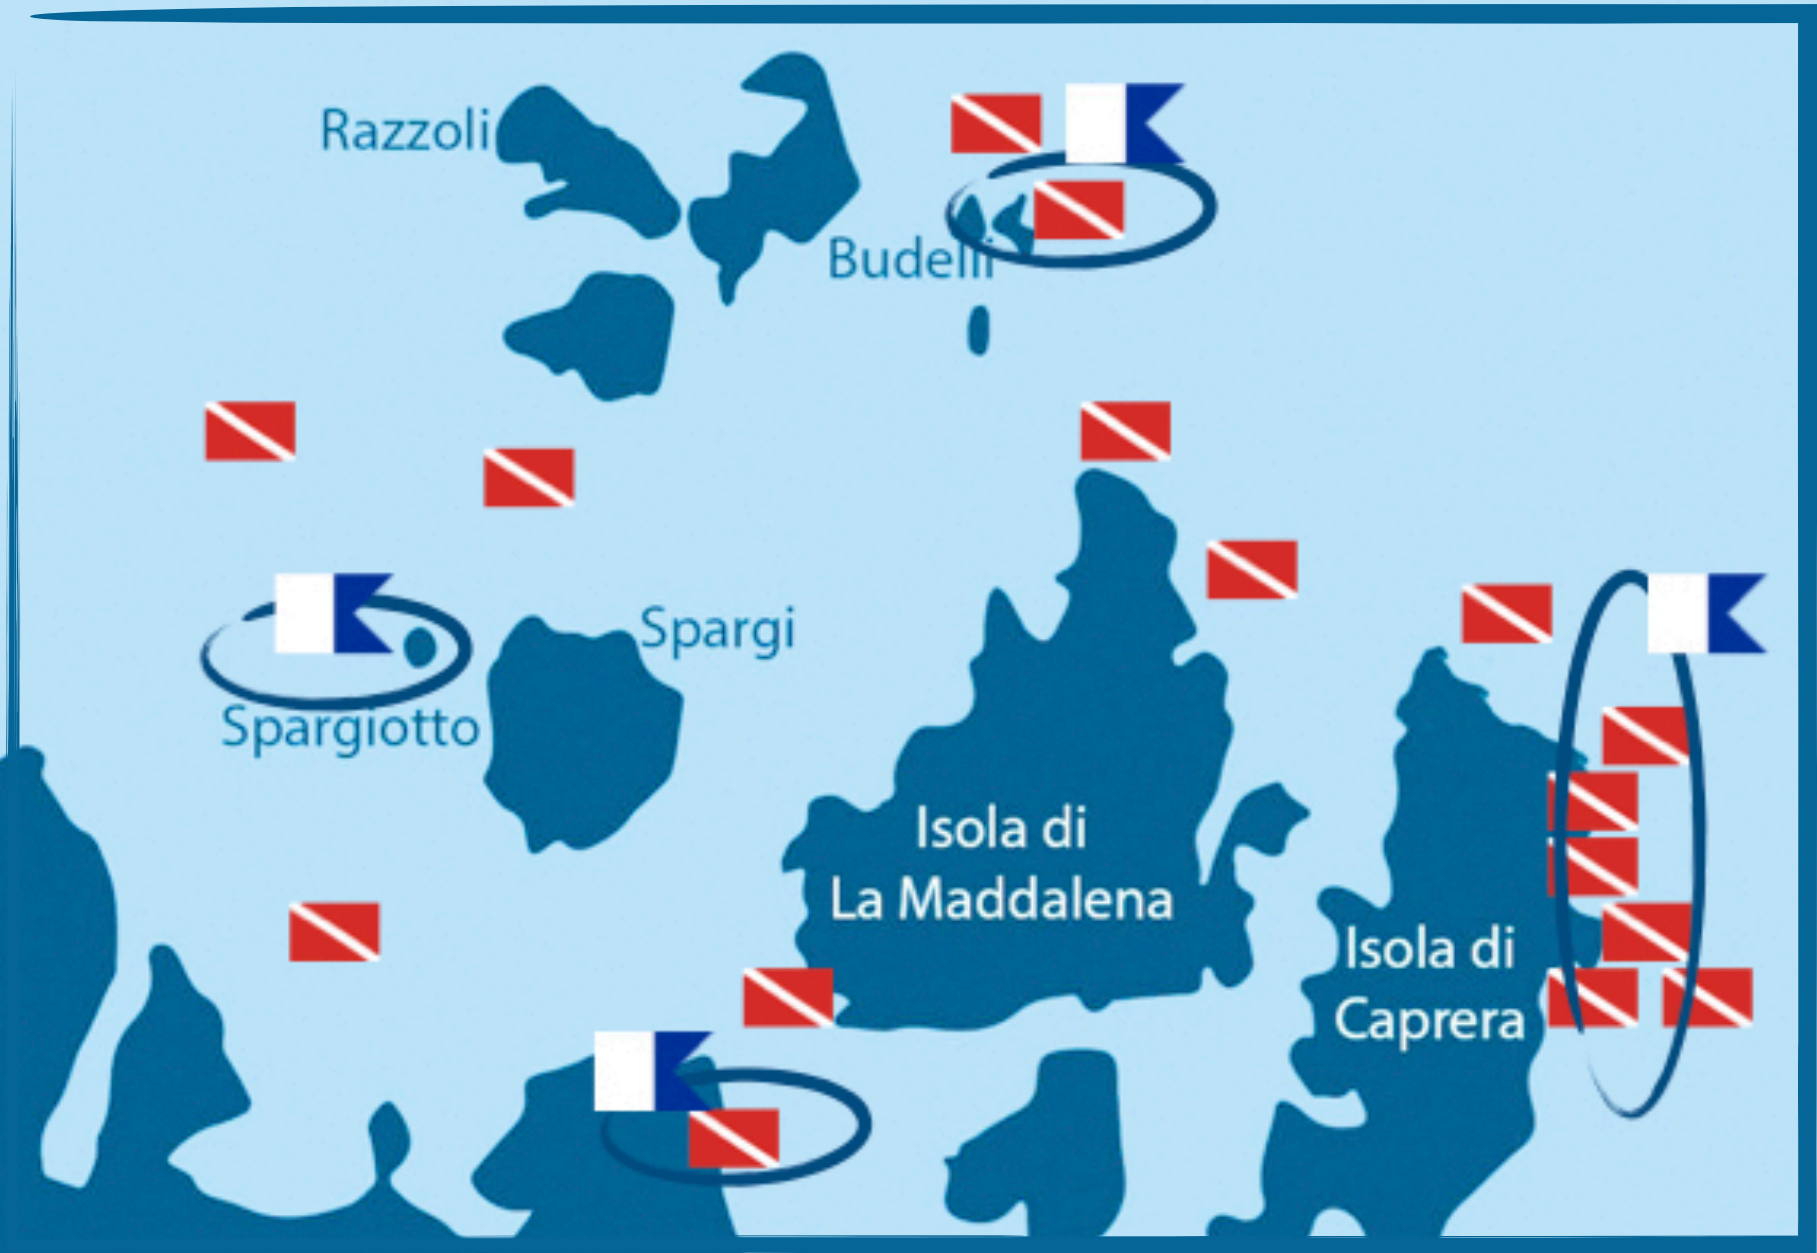 Razzoli
Budelli
Spargi
Spargiotto
Isola di
La Maddalena
Isola di
Caprera